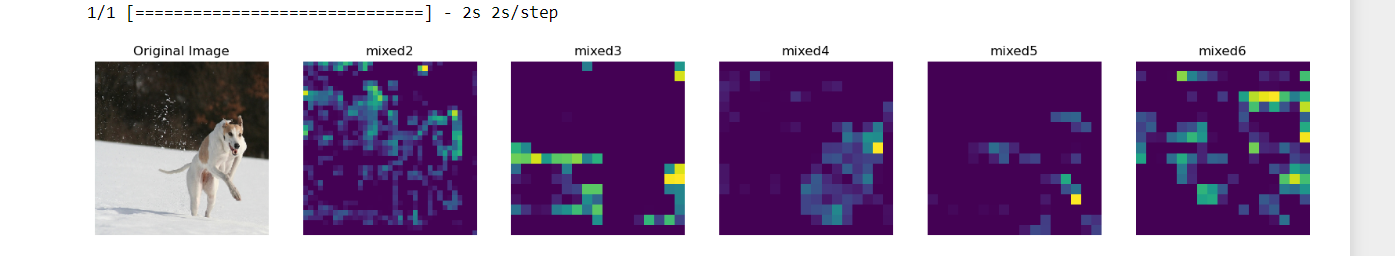 1/1 [==============================] - 2s 2s/step
Original Image mixed2 mixed3 mixed4 mixed5 mixed6